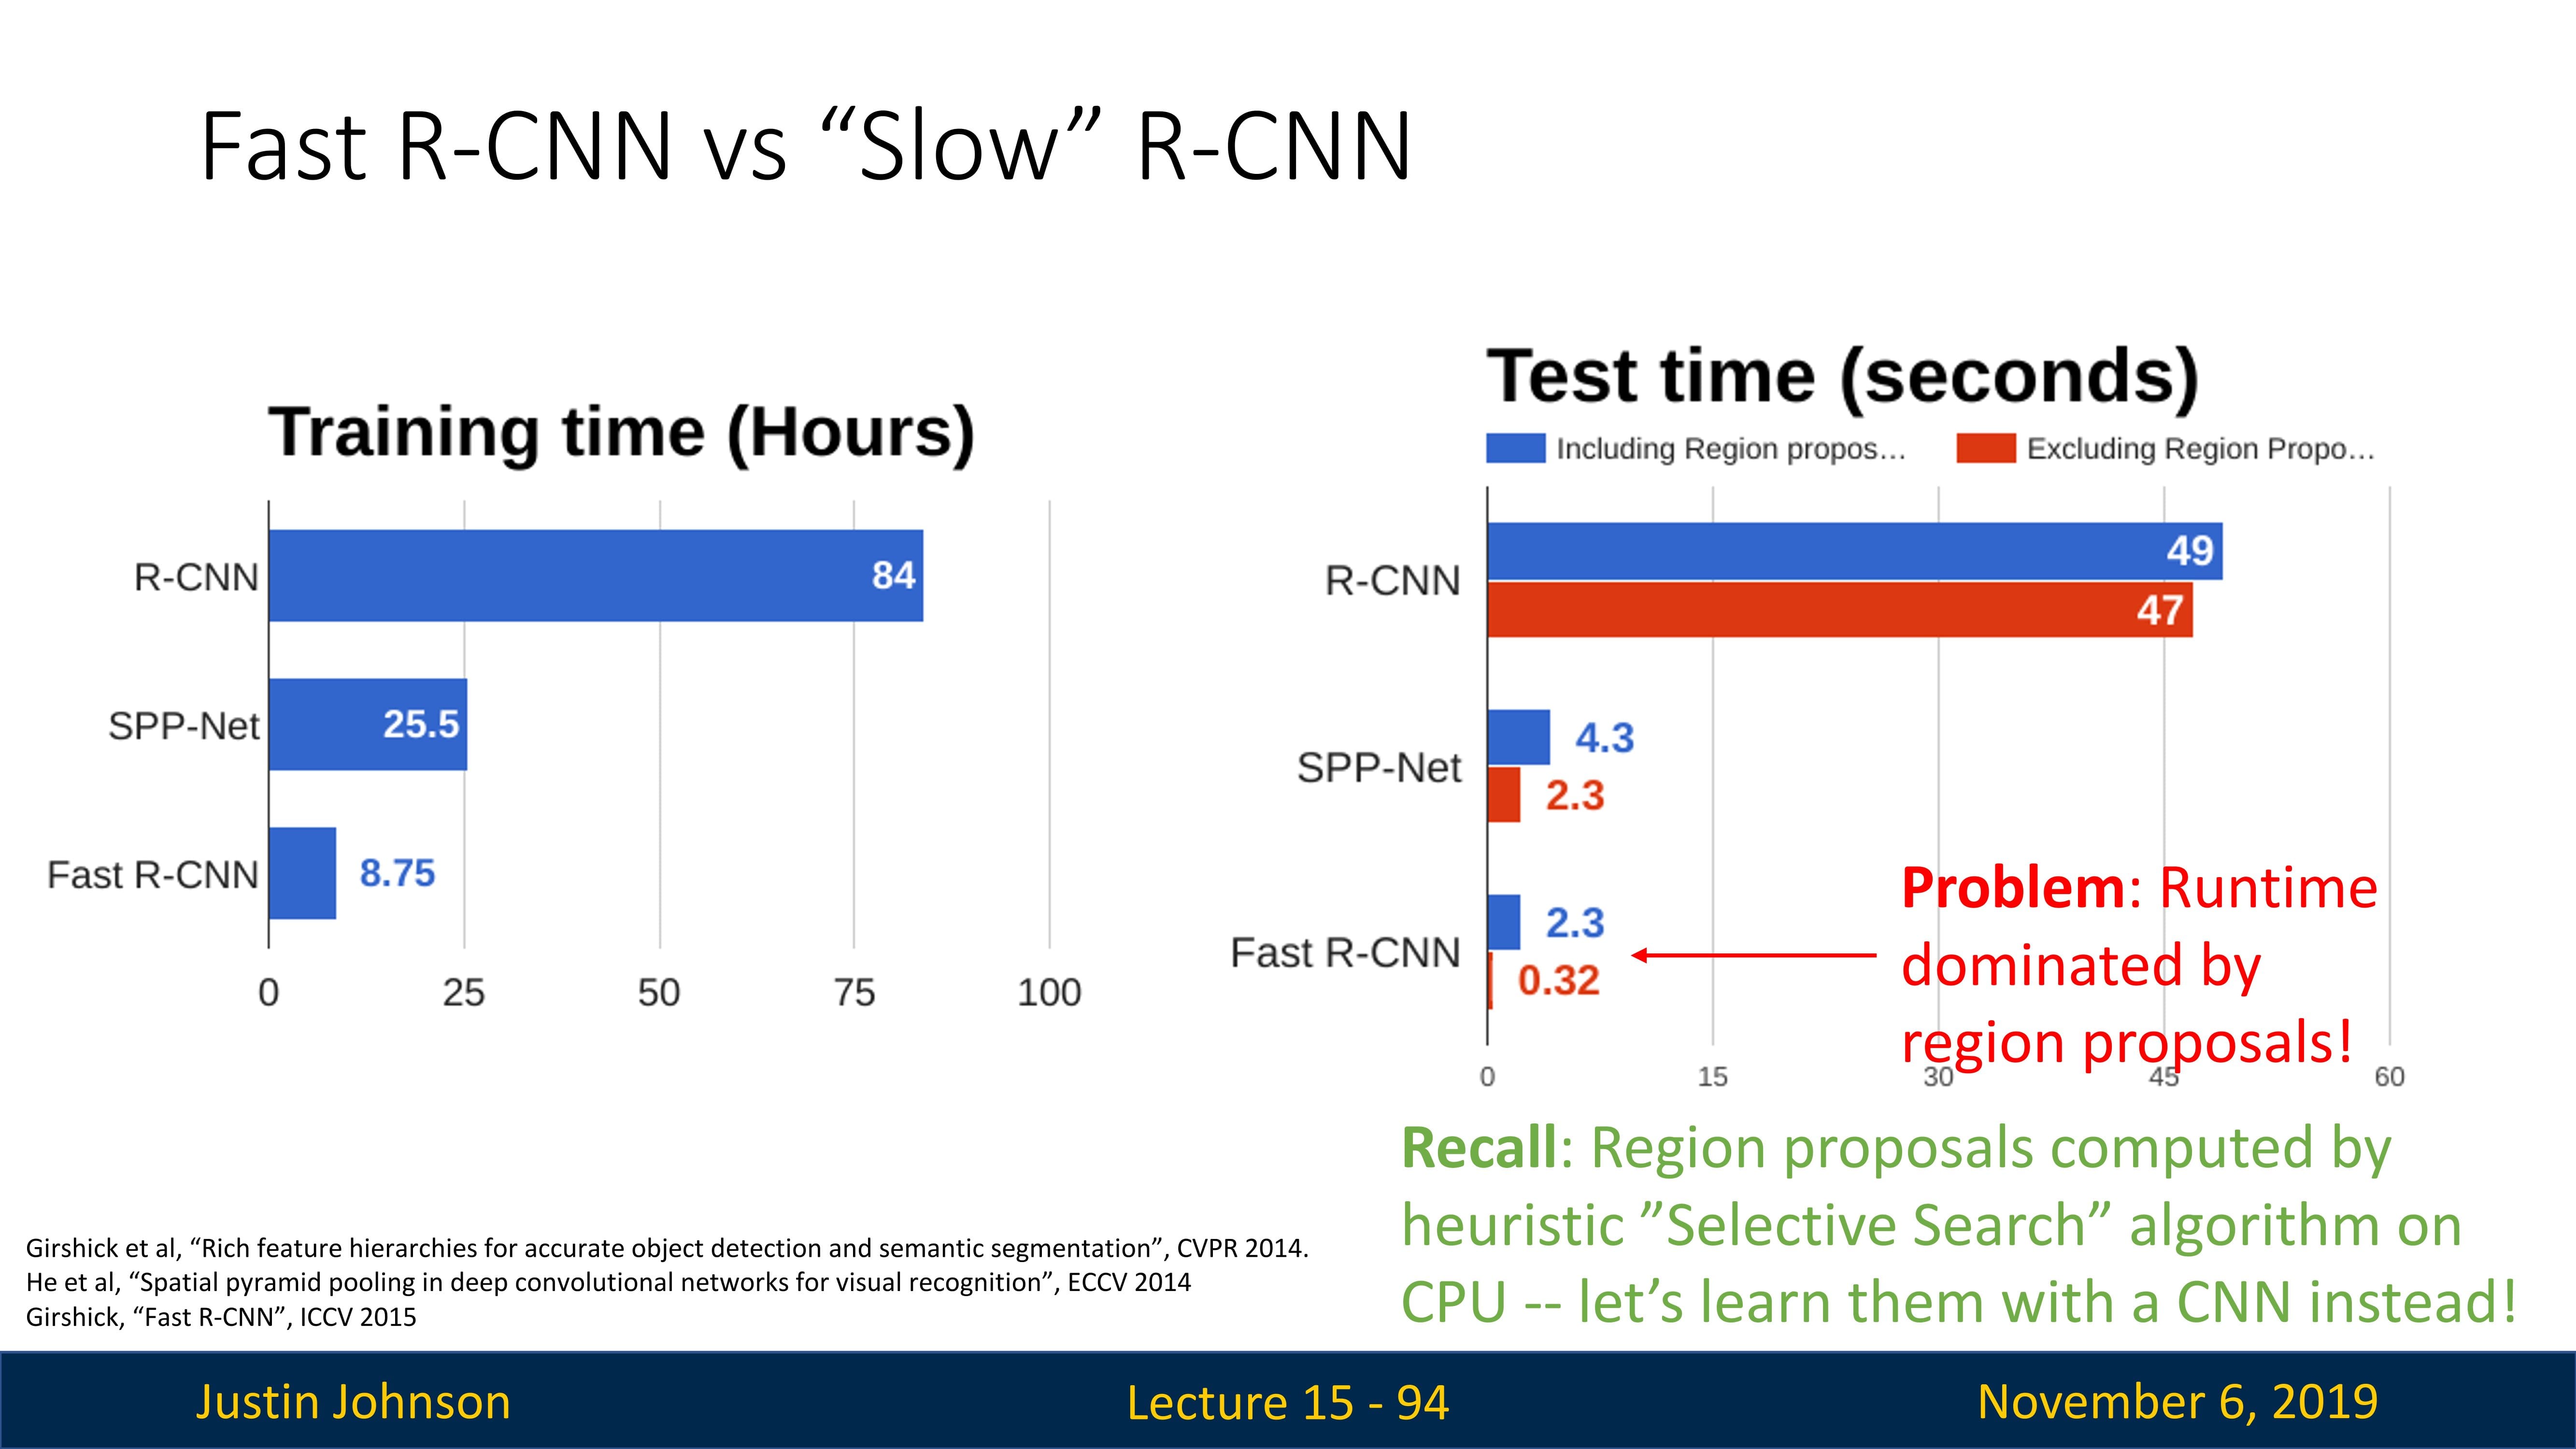 Fast R-CNN vs “Slow” R-CNN
Training time (Hours)
R-CNN
84
SPP-Net
25.5
Fast R-CNN
8.75
0 25 50 75 100
Test time (seconds)
Including Region propos… Excluding Region Propo…
R-CNN
49
47
SPP-Net
4.3
2.3
Fast R-CNN
2.3
0.32
0 15 30 45 60
Problem: Runtime
dominated by
region proposals!
Recall: Region proposals computed by
heuristic ”Selective Search” algorithm on
CPU -- let’s learn them with a CNN instead!
Girshick et al, “Rich feature hierarchies for accurate object detection and semantic segmentation”, CVPR 2014.
He et al, “Spatial pyramid pooling in deep convolutional networks for visual recognition”, ECCV 2014
Girshick, “Fast R-CNN”, ICCV 2015
Justin Johnson
Lecture 15 - 94
November 6, 2019